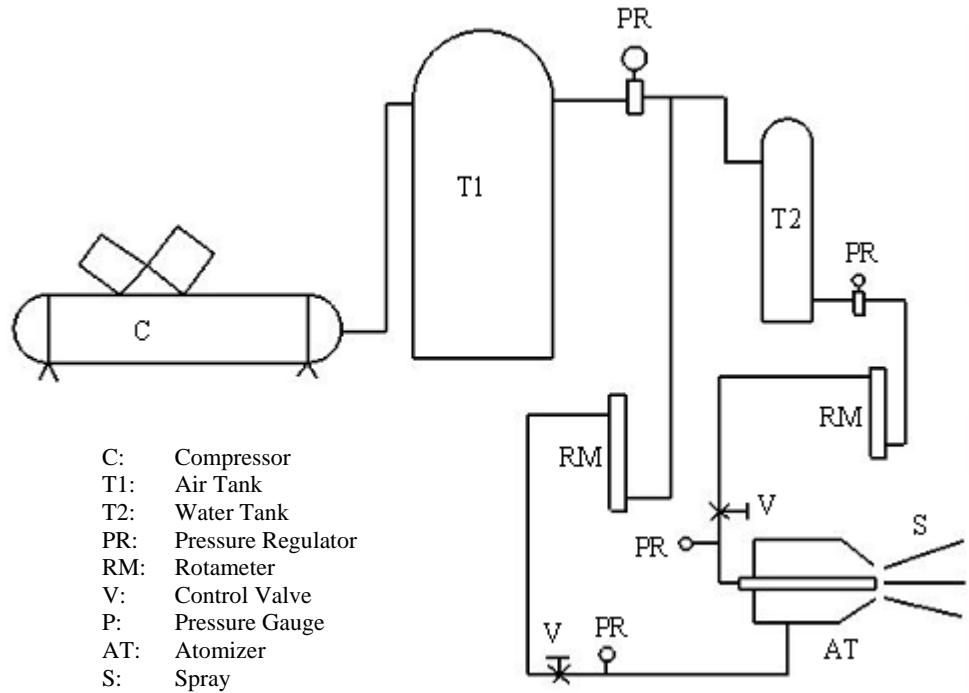 PR
T1
T2
PR
C
RM
RM
V
S
PR
V
PR
AT
C: Compressor
T1: Air Tank
T2: Water Tank
PR: Pressure Regulator
RM: Rotameter
V: Control Valve
P: Pressure Gauge
AT: Atomizer
S: Spray